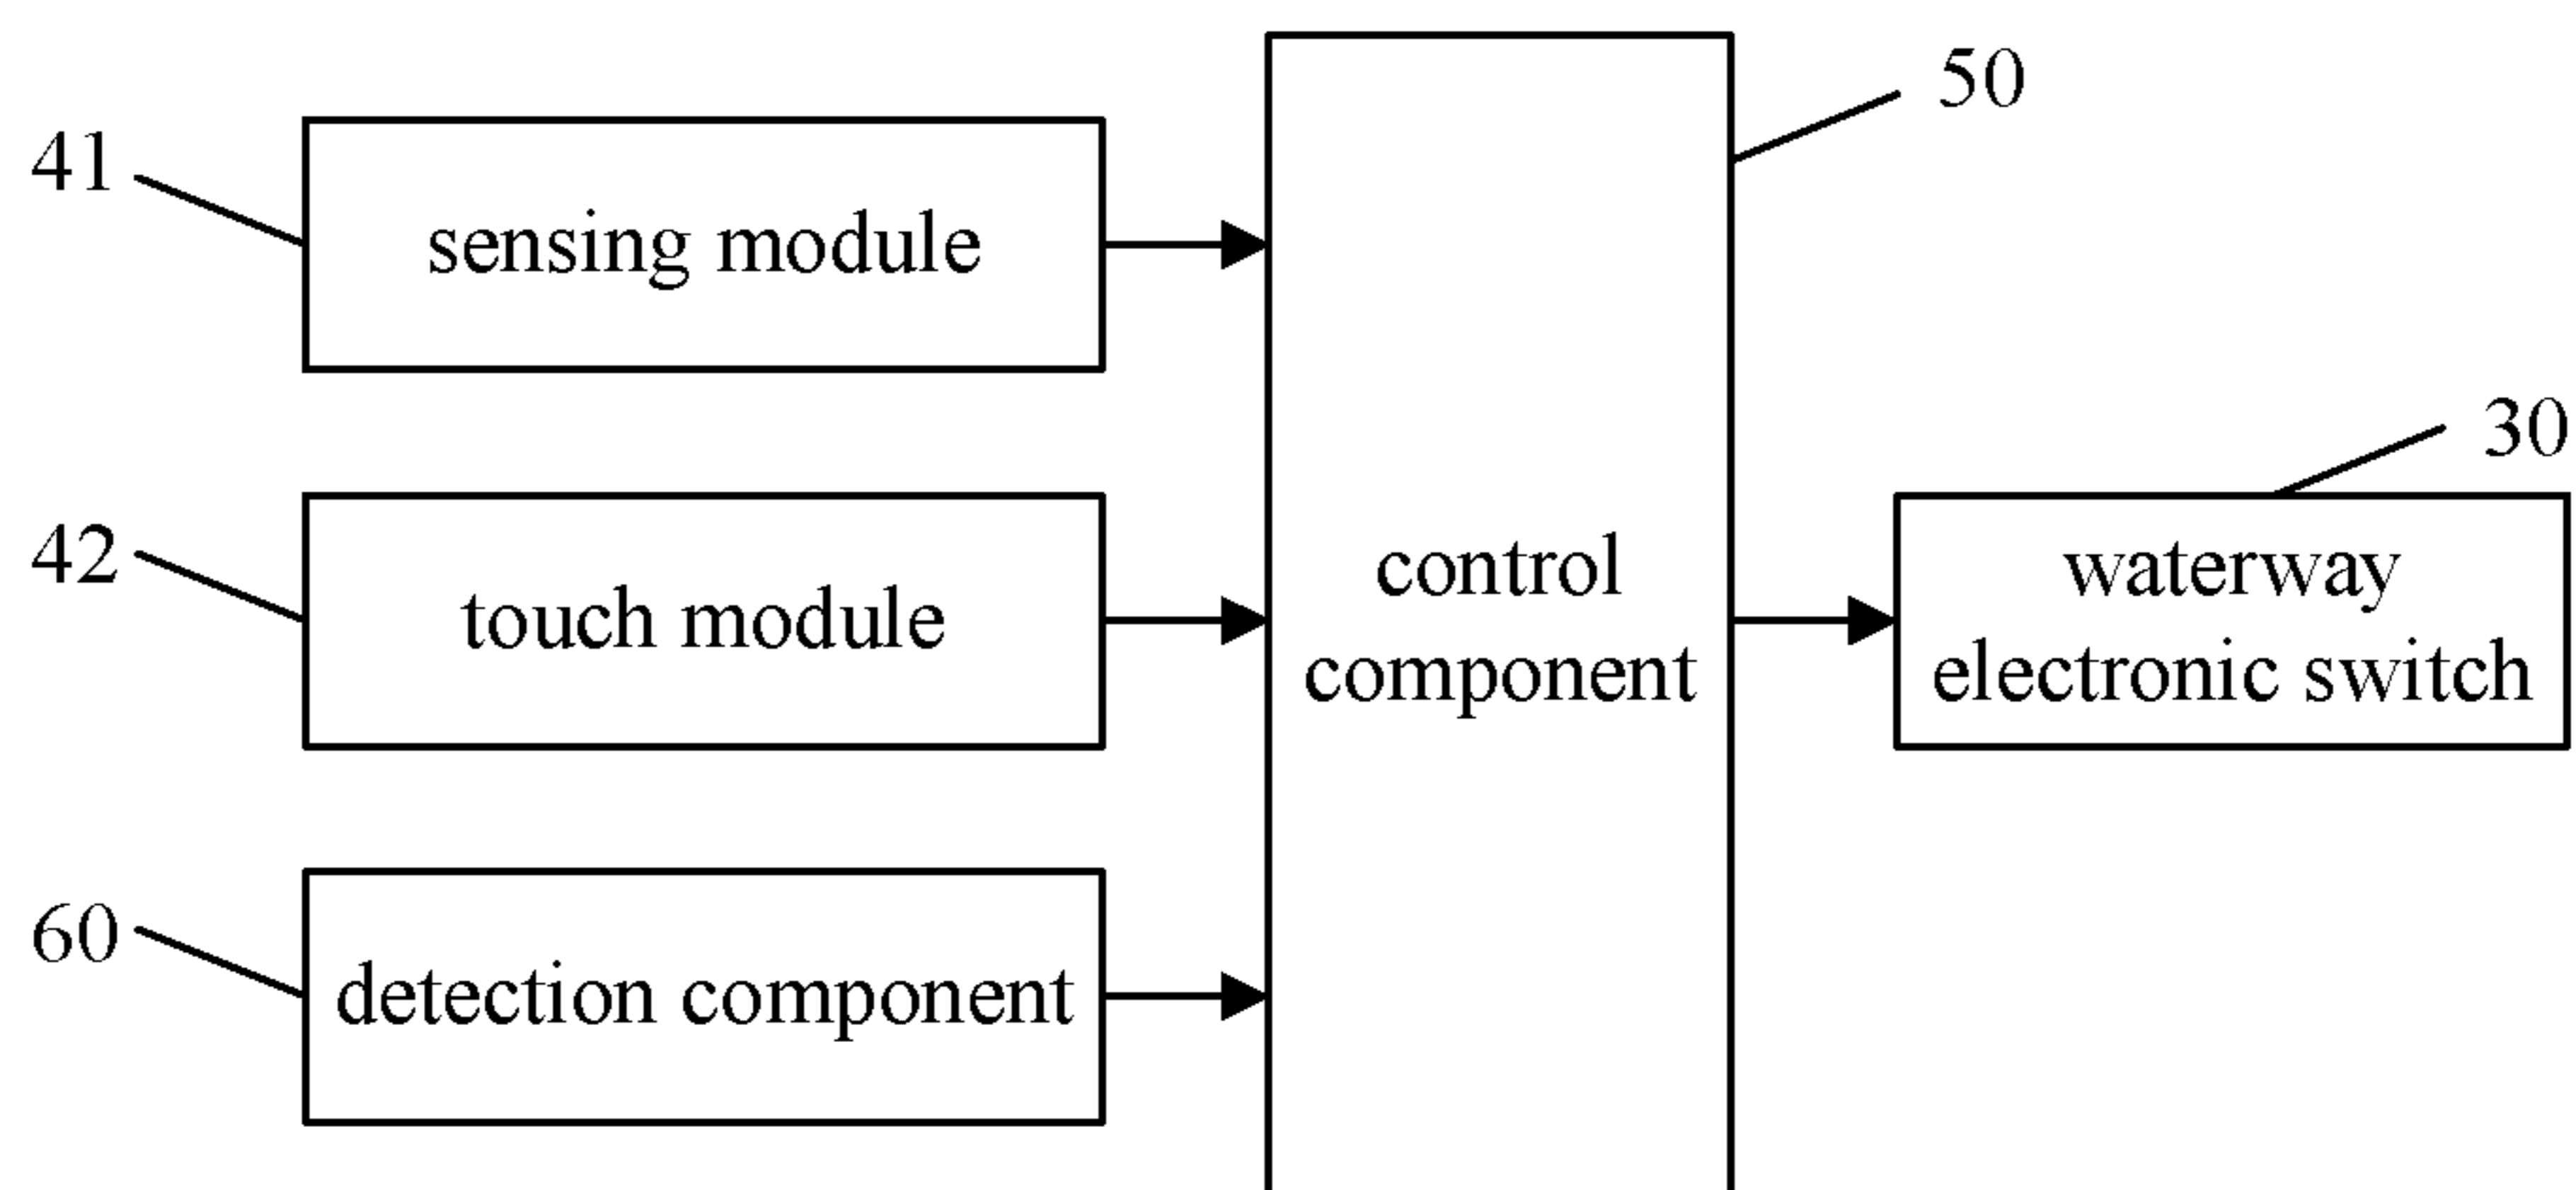 50
41
sensing module
30
42
touch module
control
component
waterway
electronic switch
60
detection component